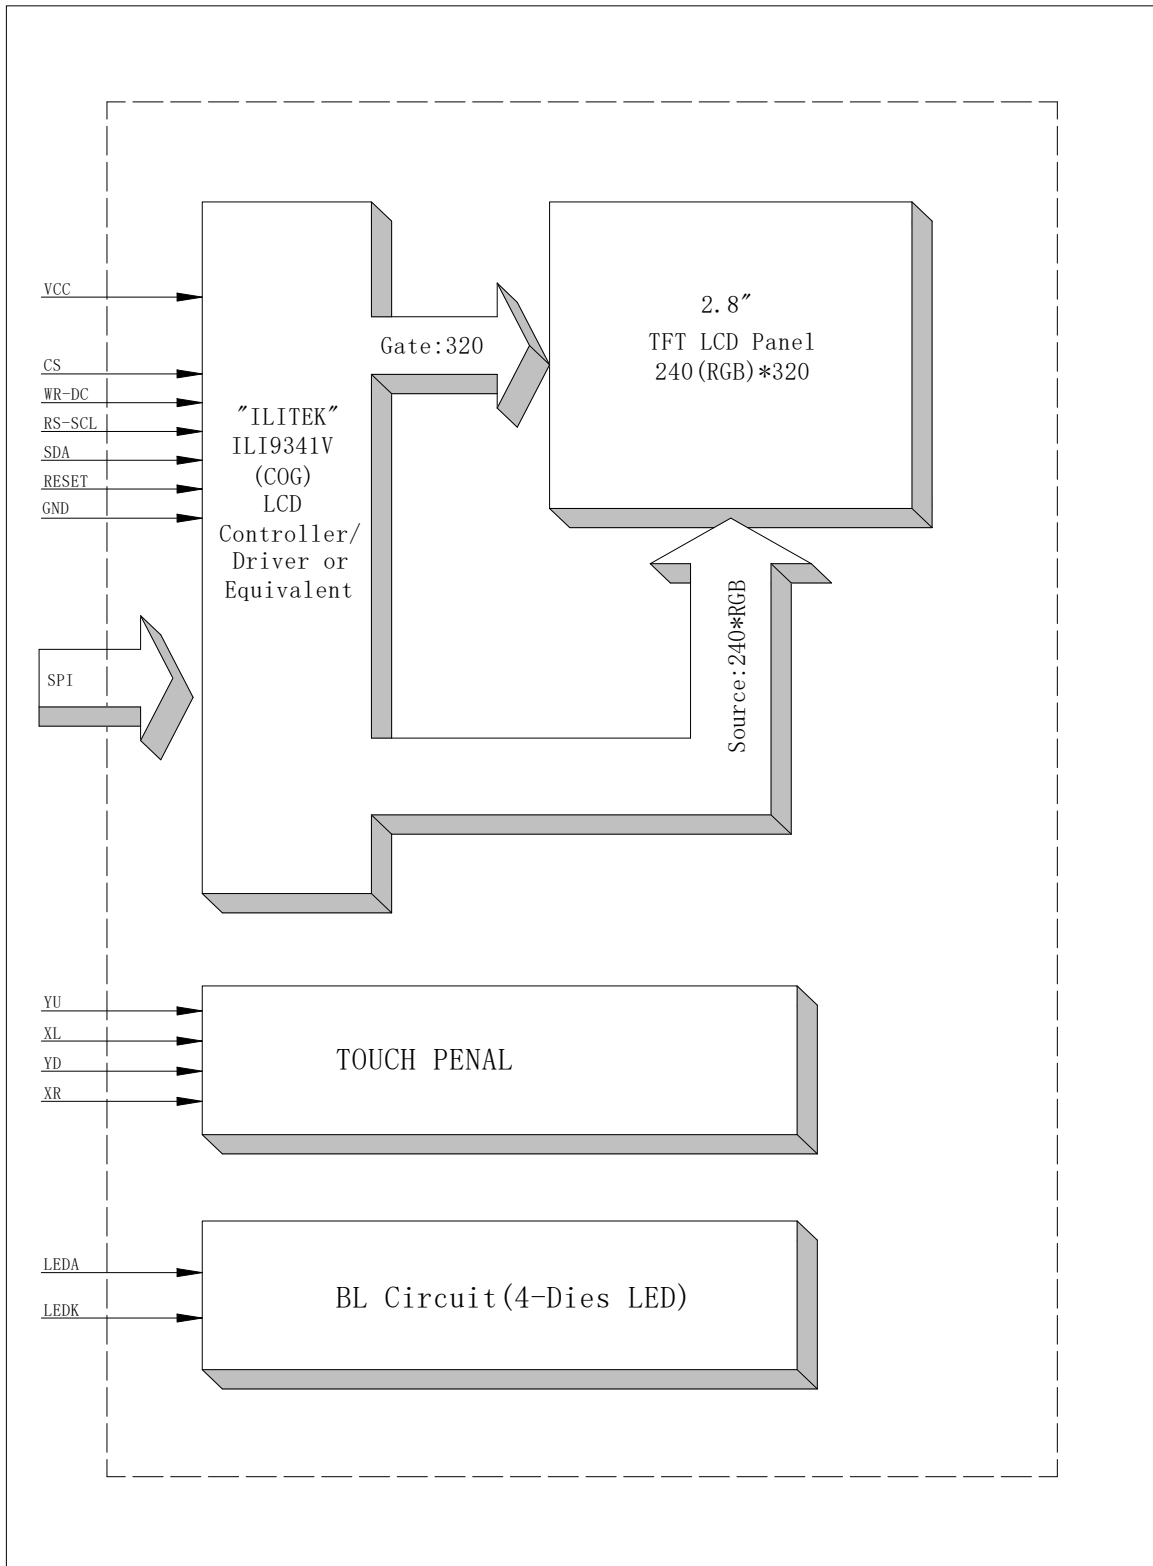 VCC
CS
WR-DC
RS-SCL
SDA
RESET
GND
SPI
"ILITEK"
ILI9341V
(COG)
LCD
Controller/
Driver or
Equivalent
Gate:320
2.8"
TFT LCD Panel
240(RGB)*320
Source:240*RGB
YU
XL
YD
XR
TOUCH PENAL
LEDA
LEDK
BL Circuit(4-Dies LED)